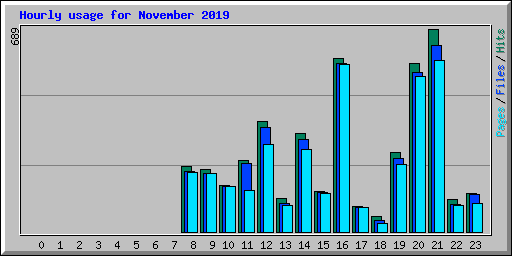 Hourly usage for November 2019
689
Pages/Files/Hits
0 1 2 3 4 5 6 7 8 9 10 11 12 13 14 15 16 17 18 19 20 21 22 23